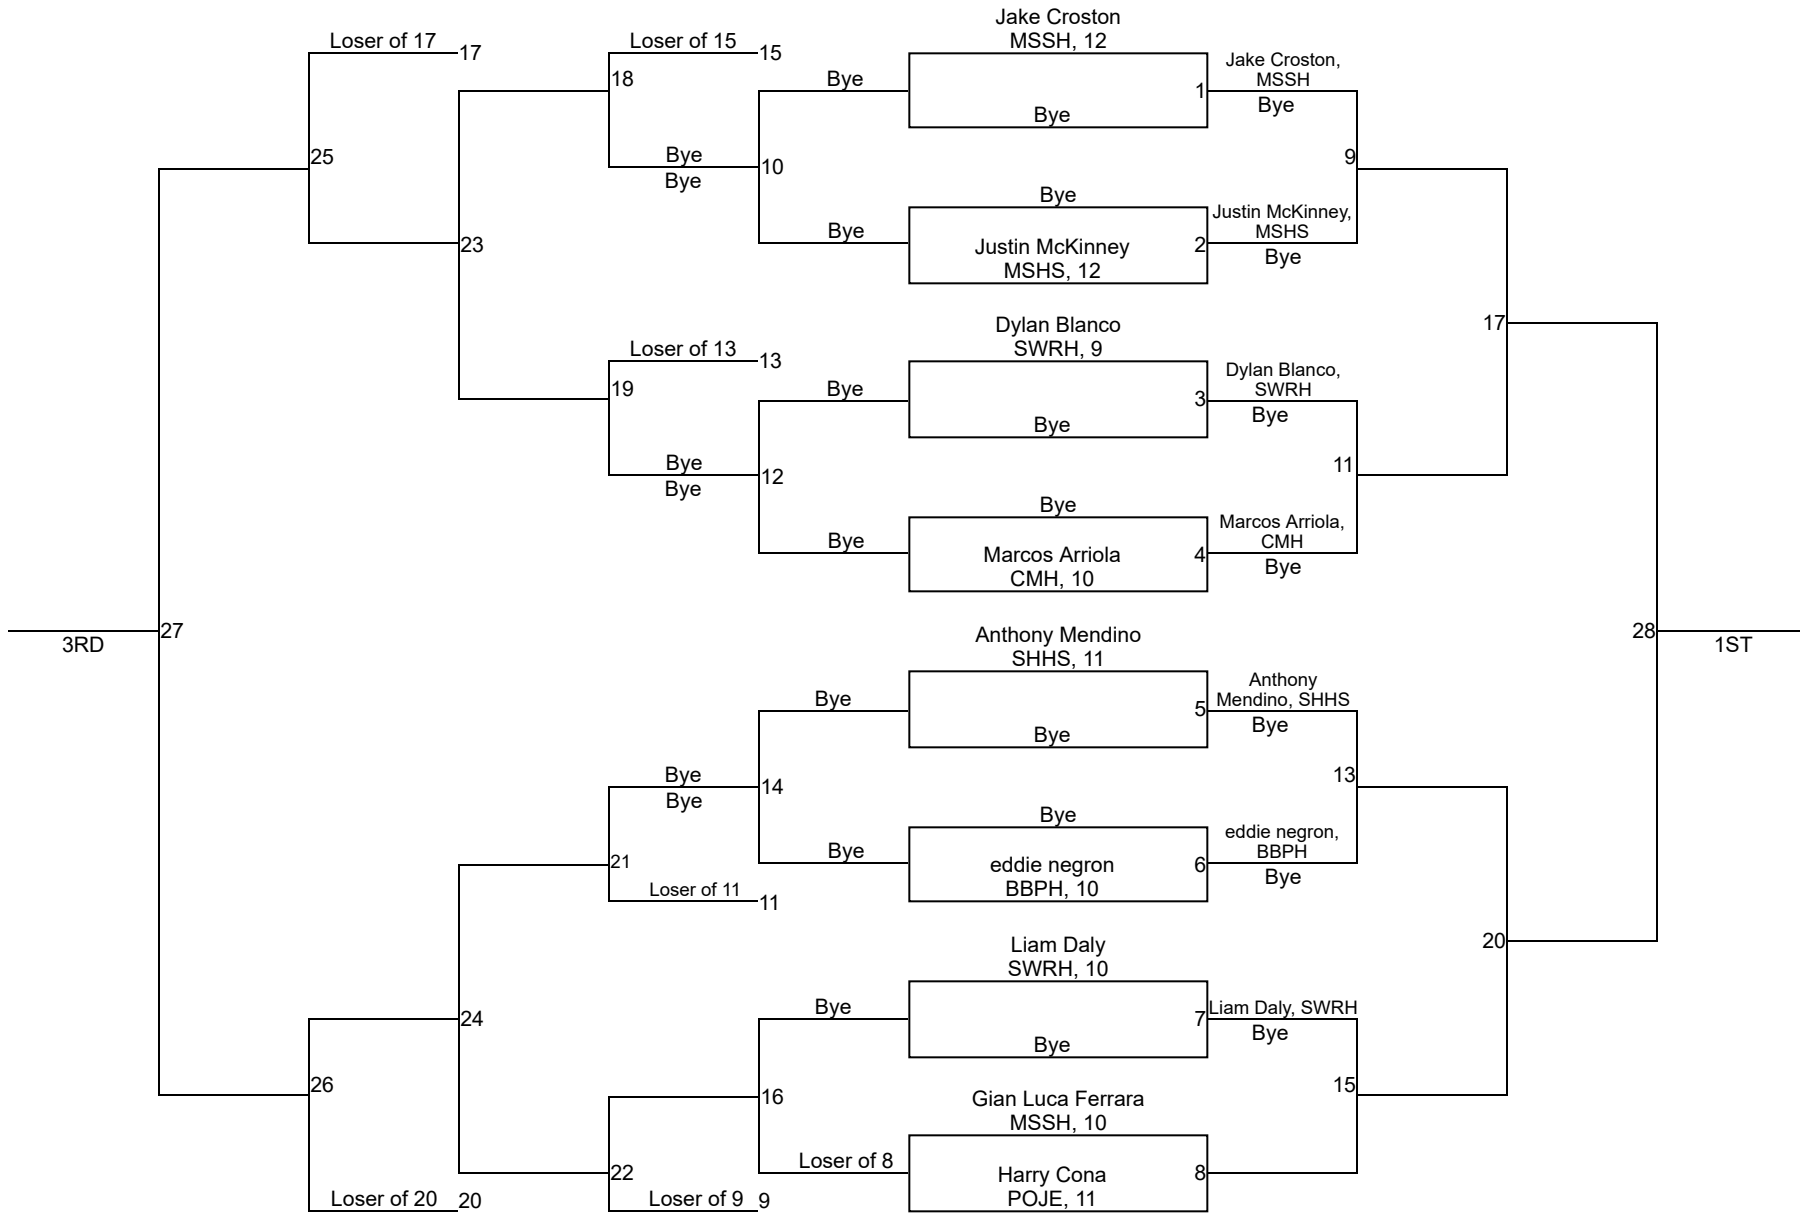 Jake Croston
MSSH, 12
Loser of 17
17
Loser of 15
15
Jake Croston,
MSSH
18
Bye
1
Bye
Bye
25
10
Bye
Bye
9
Bye
Justin McKinney,
MSHS
Bye
23
Justin McKinney
MSHS, 12
2
Bye
Dylan Blanco
SWRH, 9
17
Loser of 13
13
Dylan Blanco,
SWRH
19
Bye
3
Bye
Bye
Bye
Bye
12
11
Bye
Marcos Arriola,
CMH
Bye
Marcos Arriola
CMH, 10
4
Bye
3RD
27
Anthony Mendino
SHHS, 11
28
1ST
Anthony
Mendino, SHHS
Bye
5
Bye
Bye
Bye
Bye
14
13
Bye
eddie negron,
BBPH
21
Bye
eddie negron
BBPH, 10
6
Bye
Loser of 11
11
Liam Daly
SWRH, 10
20
24
Bye
7
Liam Daly, SWRH
Bye
Bye
26
16
15
Gian Luca Ferrara
MSSH, 10
22
Loser of 8
Harry Cona
POJE, 11
8
Loser of 20
20
Loser of 9
9